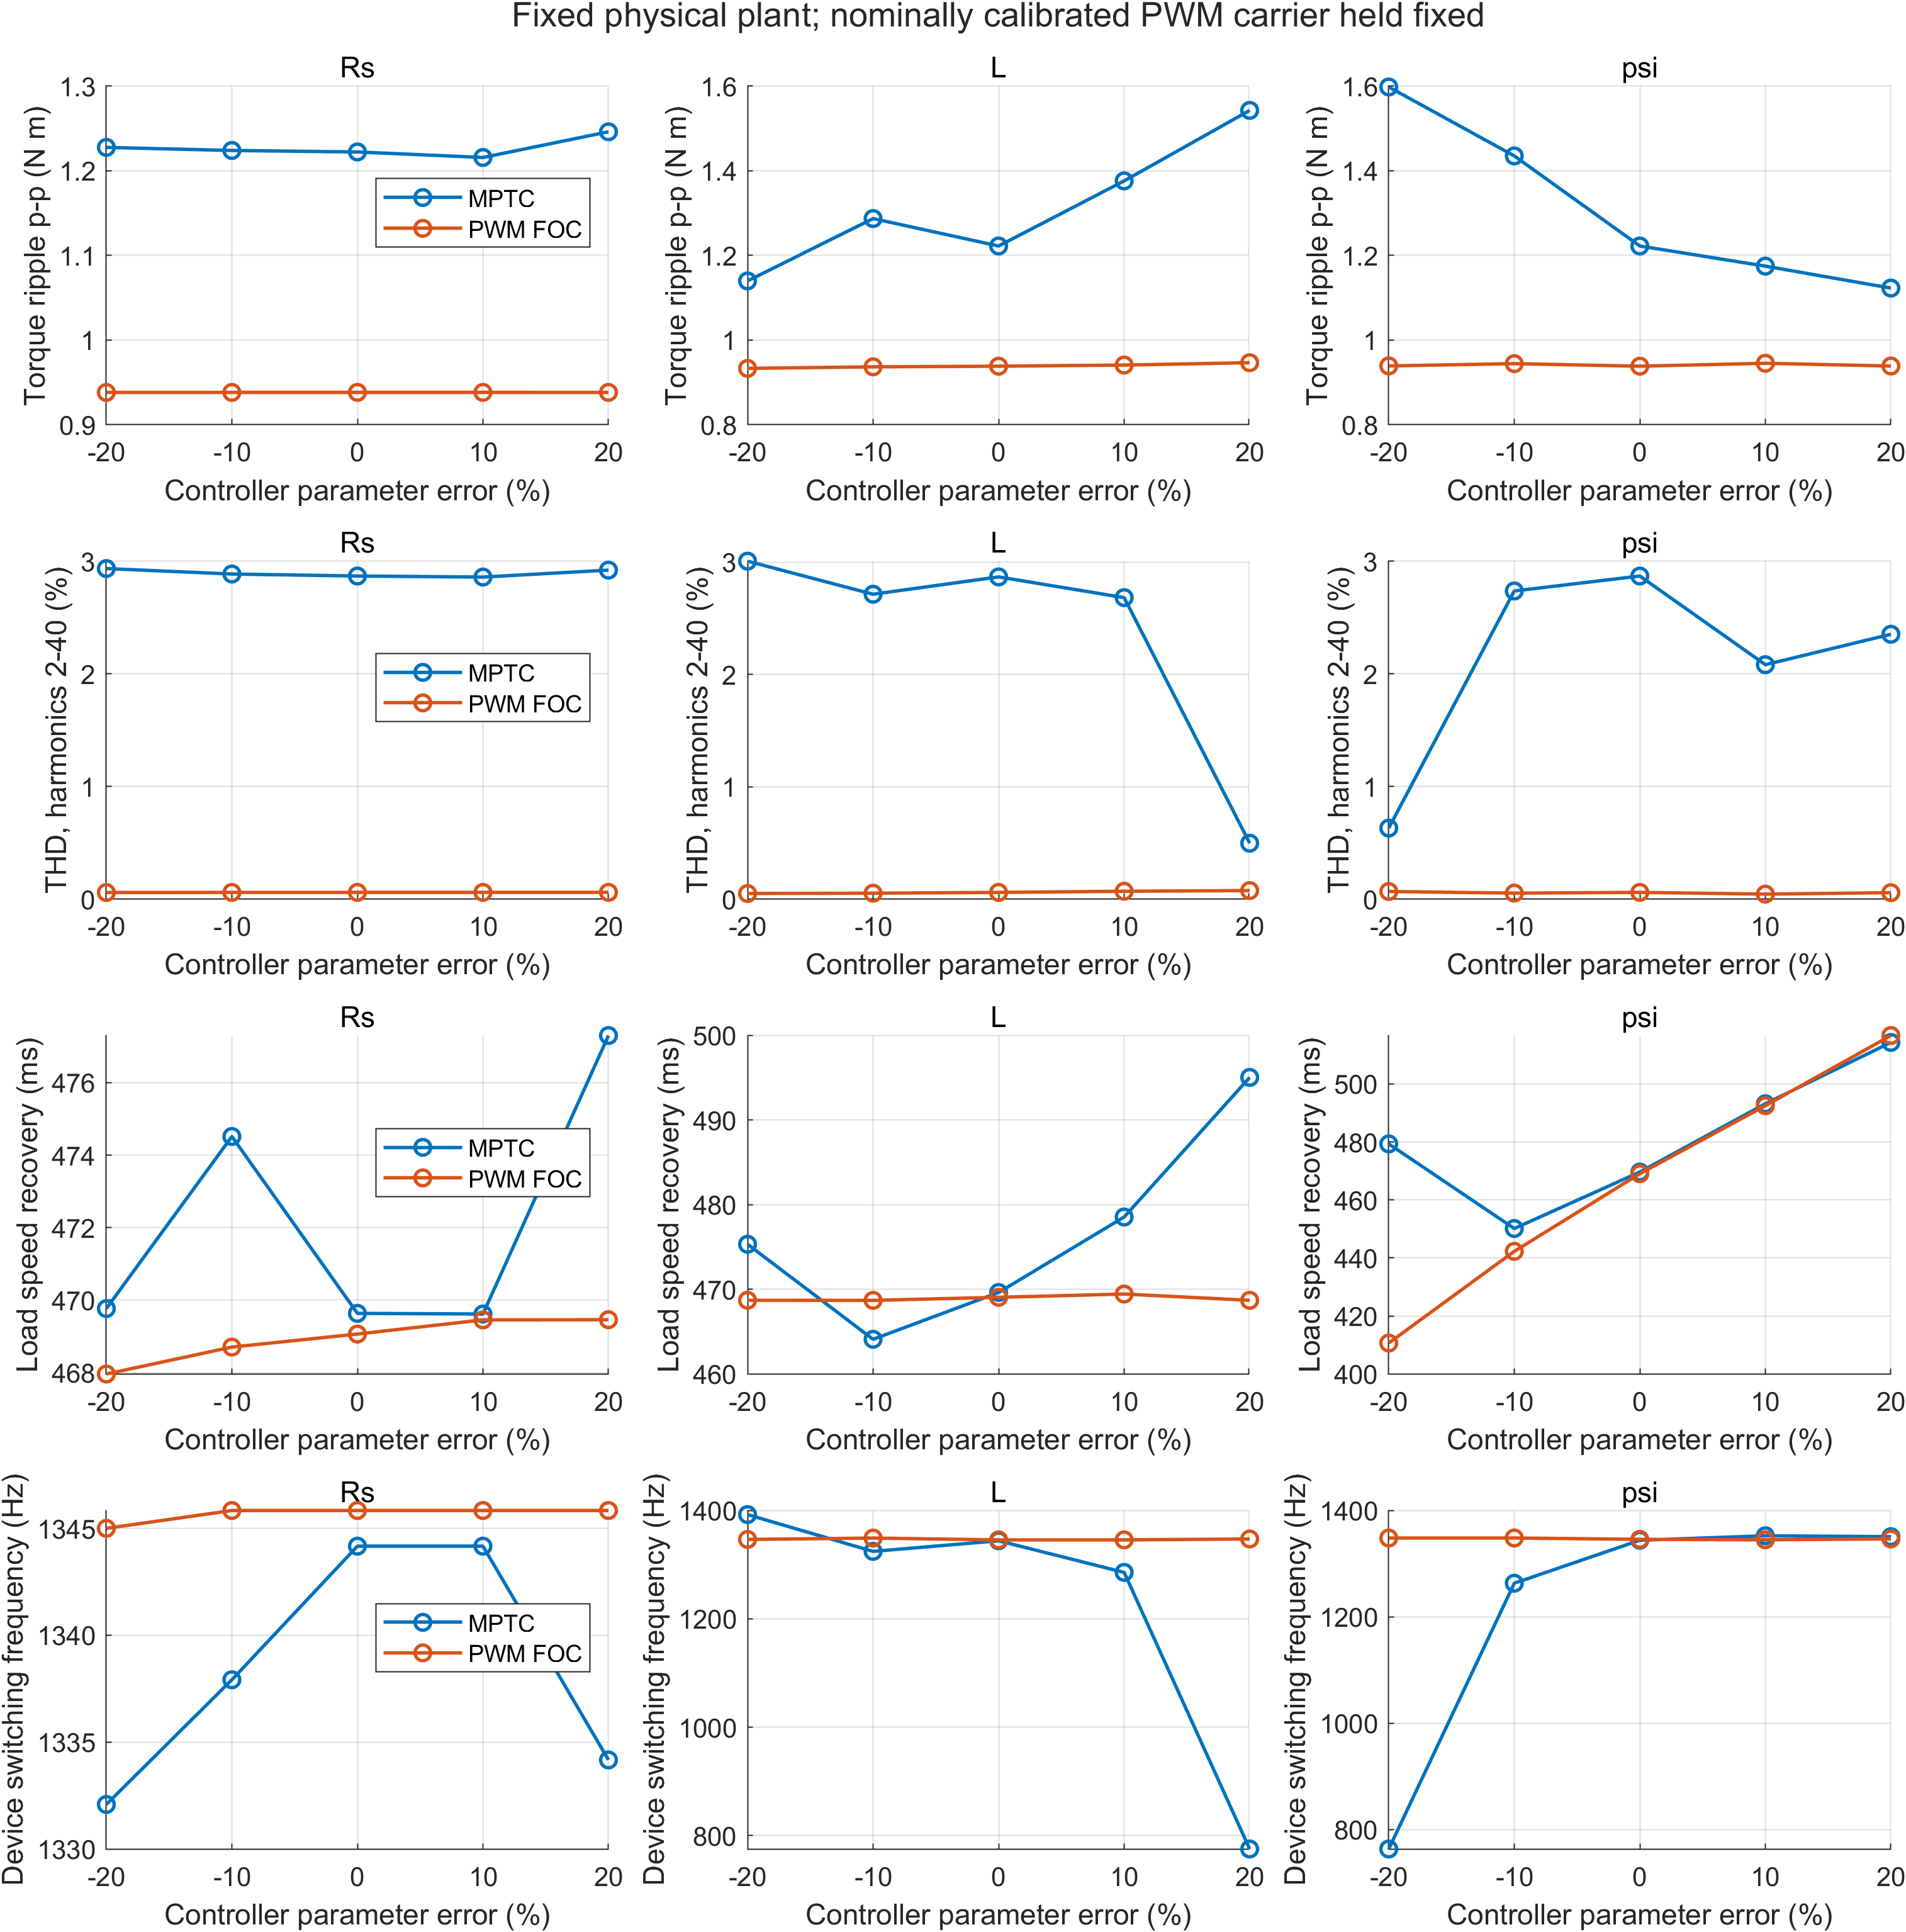 Fixed physical plant; nominally calibrated PWM carrier held fixed
Rs
Torque ripple p-p (N m)
1.3
1.2
1.1
1
0.9
-20 -10 0 10 20
Controller parameter error (%)
MPTC
PWM FOC
L
Torque ripple p-p (N m)
1.6
1.4
1.2
1
0.8
-20 -10 0 10 20
Controller parameter error (%)
psi
Torque ripple p-p (N m)
1.6
1.4
1.2
1
0.8
-20 -10 0 10 20
Controller parameter error (%)
Rs
THD, harmonics 2-40 (%)
3
2
1
0
-20 -10 0 10 20
Controller parameter error (%)
MPTC
PWM FOC
L
THD, harmonics 2-40 (%)
3
2
1
0
-20 -10 0 10 20
Controller parameter error (%)
psi
THD, harmonics 2-40 (%)
3
2
1
0
-20 -10 0 10 20
Controller parameter error (%)
Rs
Load speed recovery (ms)
476
474
472
470
468
-20 -10 0 10 20
Controller parameter error (%)
MPTC
PWM FOC
L
Load speed recovery (ms)
500
490
480
470
460
-20 -10 0 10 20
Controller parameter error (%)
psi
Load speed recovery (ms)
500
480
460
440
420
400
-20 -10 0 10 20
Controller parameter error (%)
Rs
Device switching frequency (Hz)
1345
1340
1335
1330
-20 -10 0 10 20
Controller parameter error (%)
MPTC
PWM FOC
L
Device switching frequency (Hz)
1400
1200
1000
800
-20 -10 0 10 20
Controller parameter error (%)
psi
Device switching frequency (Hz)
1400
1200
1000
800
-20 -10 0 10 20
Controller parameter error (%)